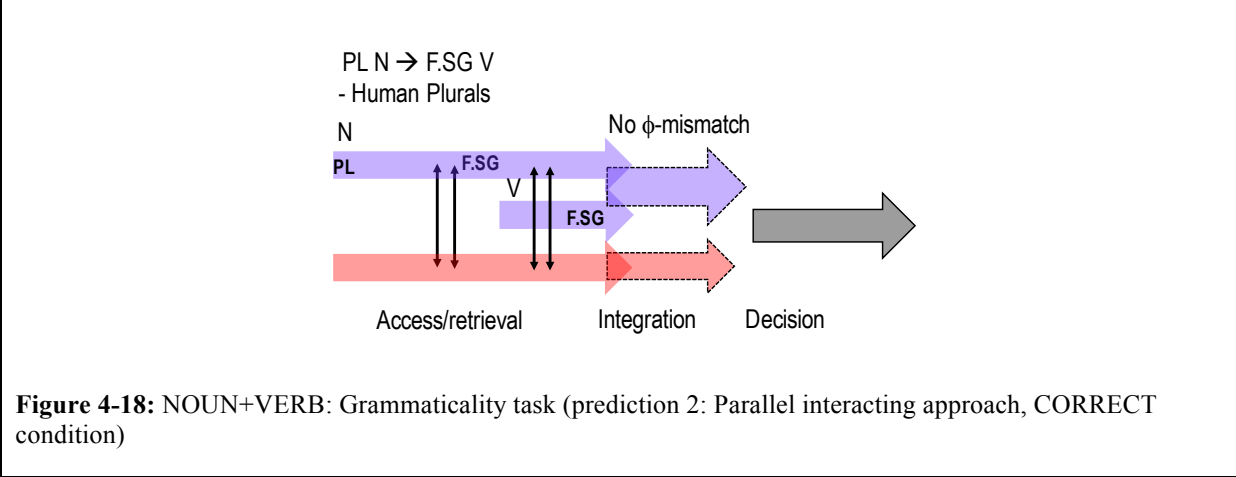 PL N → F.SG V
- Human Plurals
N
No ϕ-mismatch
PL
F.SG
V
F.SG
Access/retrieval
Integration
Decision
Figure 4-18: NOUN+VERB: Grammaticality task (prediction 2: Parallel interacting approach, CORRECT
condition)